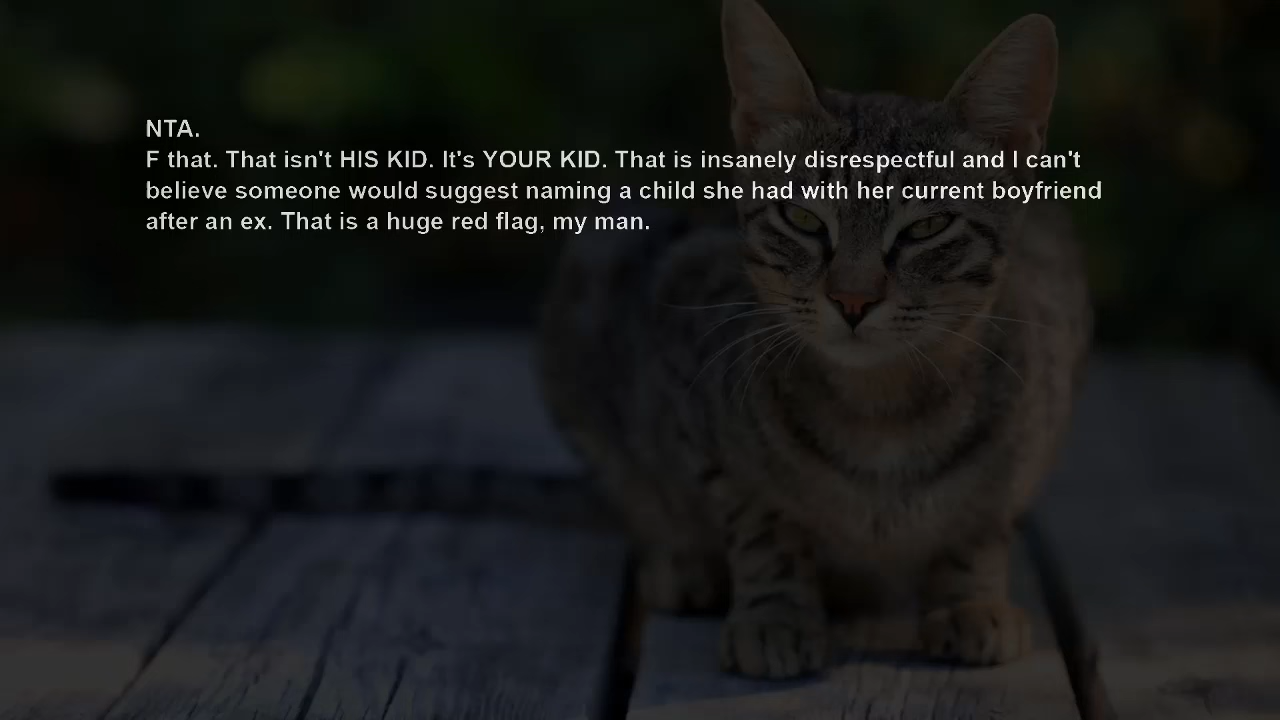 NTA.
F that. That isn't HIS KID. It's YOUR KID. That is insanely disrespectful and I can't
believe someone would suggest naming a child she had with her current boyfriend
after an ex. That is a huge red flag, my man.